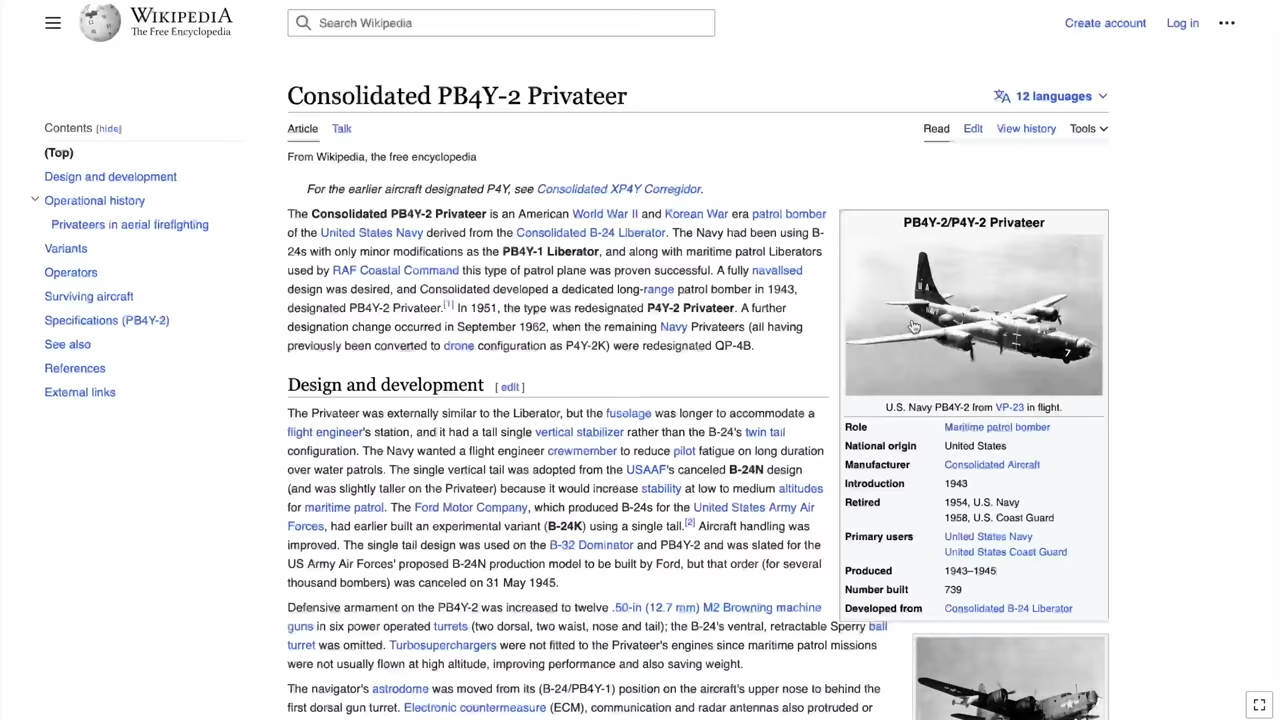 WIKIPEDIA
The Free Encyclopedia
Search Wikipedia
Create account
Log in
Contents [hide]
(Top)
Design and development
Operational history
Privateers in aerial firefighting
Variants
Operators
Surviving aircraft
Specifications (PB4Y-2)
See also
References
External links
Consolidated PB4Y-2 Privateer
12 languages
Article
Talk
Read
Edit
View history
Tools
From Wikipedia, the free encyclopedia
For the earlier aircraft designated P4Y, see Consolidated XP4Y Corregidor.
The Consolidated PB4Y-2 Privateer is an American World War II and Korean War era patrol bomber
of the United States Navy derived from the Consolidated B-24 Liberator. The Navy had been using B-
24s with only minor modifications as the PB4Y-1 Liberator, and along with maritime patrol Liberators
used by RAF Coastal Command this type of patrol plane was proven successful. A fully navalised
design was desired, and Consolidated developed a dedicated long-range patrol bomber in 1943,
designated PB4Y-2 Privateer.[1] In 1951, the type was redesignated P4Y-2 Privateer. A further
designation change occurred in September 1962, when the remaining Navy Privateers (all having
previously been converted to drone configuration as P4Y-2K) were redesignated QP-4B.
Design and development [ edit ]
The Privateer was externally similar to the Liberator, but the fuselage was longer to accommodate a
flight engineer's station, and it had a tall single vertical stabilizer rather than the B-24's twin tail
configuration. The Navy wanted a flight engineer crewmember to reduce pilot fatigue on long duration
over water patrols. The single vertical tail was adopted from the USAAF's canceled B-24N design
(and was slightly taller on the Privateer) because it would increase stability at low to medium altitudes
for maritime patrol. The Ford Motor Company, which produced B-24s for the United States Army Air
Forces, had earlier built an experimental variant (B-24K) using a single tail.[2] Aircraft handling was
improved. The single tail design was used on the B-32 Dominator and PB4Y-2 and was slated for the
US Army Air Forces' proposed B-24N production model to be built by Ford, but that order (for several
thousand bombers) was canceled on 31 May 1945.
Defensive armament on the PB4Y-2 was increased to twelve .50-in (12.7 mm) M2 Browning machine
guns in six power operated turrets (two dorsal, two waist, nose and tail); the B-24's ventral, retractable Sperry ball
turret was omitted. Turbosuperchargers were not fitted to the Privateer's engines since maritime patrol missions
were not usually flown at high altitude, improving performance and also saving weight.
The navigator's astrodome was moved from its (B-24/PB4Y-1) position on the aircraft's upper nose to behind the
first dorsal gun turret. Electronic countermeasure (ECM), communication and radar antennas also protruded or
PB4Y-2/P4Y-2 Privateer
7
U.S. Navy PB4Y-2 from VP-23 in flight.
Role Maritime patrol bomber
National origin United States
Manufacturer Consolidated Aircraft
Introduction 1943
Retired 1954, U.S. Navy
1958, U.S. Coast Guard
Primary users United States Navy
United States Coast Guard
Produced 1943–1945
Number built 739
Developed from Consolidated B-24 Liberator